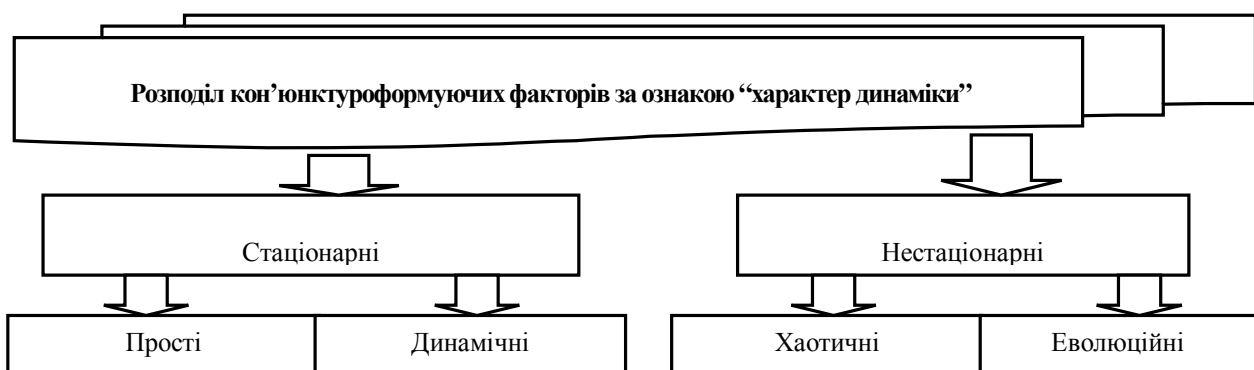 Розподіл кон’юнктуроформуючих факторів за ознакою “характер динаміки”
Стаціонарні
Нестаціонарні
Прості
Динамічні
Хаотичні
Еволюційні